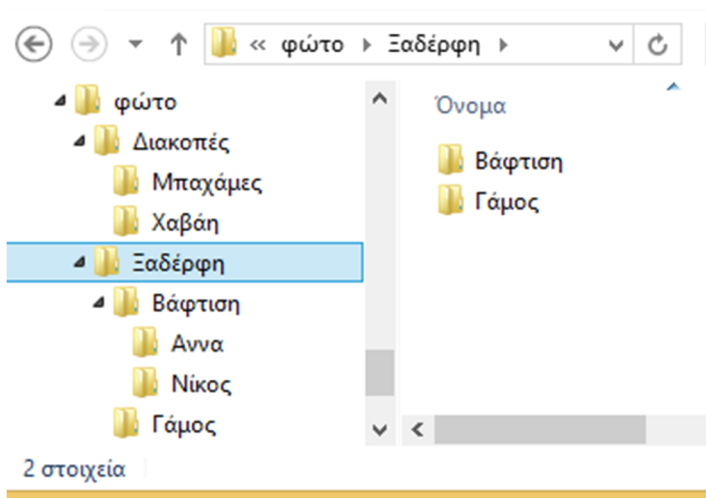 « φώτο Ξαδέρφη
φώτο
Διακοπές
Μπαχάμες
Χαβάη
Ξαδέρφη
Βάφτιση
Αννα
Νίκος
Γάμος
Όνομα
Βάφτιση
Γάμος
2 στοιχεία